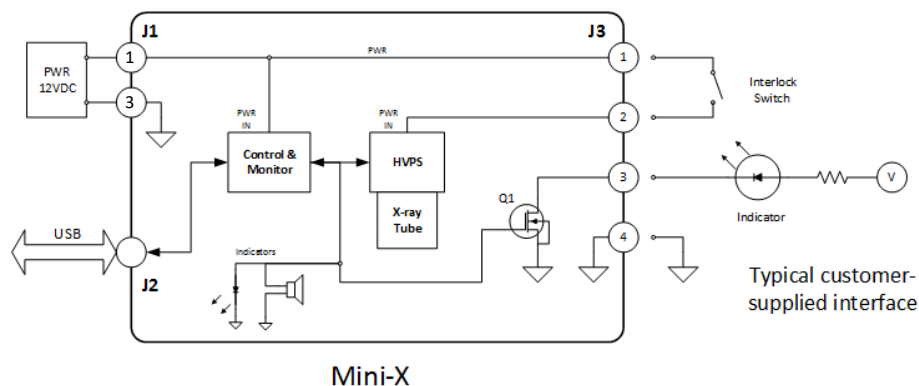 J1
J3
PWR
12VDC
1
3
PWR
1
2
3
4
Interlock
Switch
PWR
IN
PWR
IN
Control &
Monitor
HVPS
X-ray
Tube
Q1
Indicator
V
USB
J2
Indicators
Typical customer-
supplied interface
Mini-X